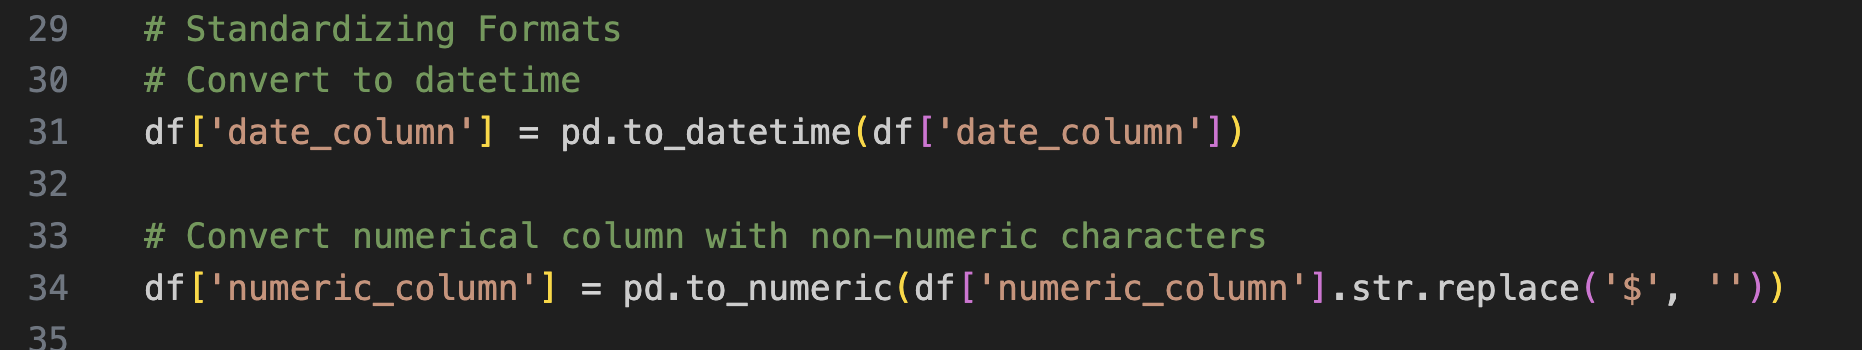 29 # Standardizing Formats
30 # Convert to datetime
31 df['date_column'] = pd.to_datetime(df['date_column'])
32
33 # Convert numerical column with non-numeric characters
34 df['numeric_column'] = pd.to_numeric(df['numeric_column'].str.replace('$', ''))
35